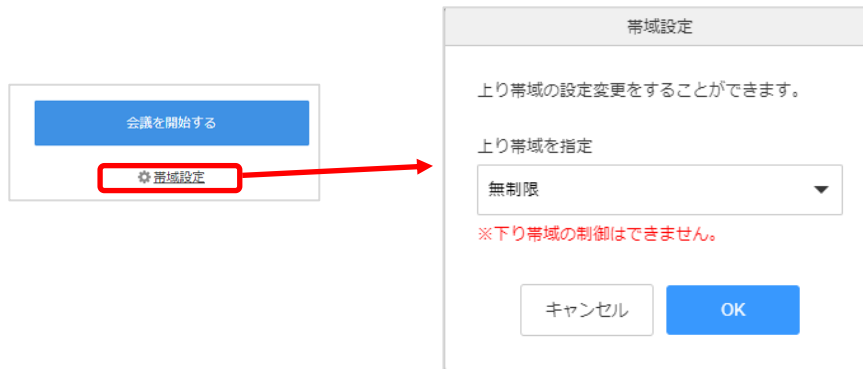 会議を開始する
帯域設定
帯域設定
上り帯域の設定変更をすることができます。
上り帯域を指定
無制限
※下り帯域の制御はできません。
キャンセル
OK